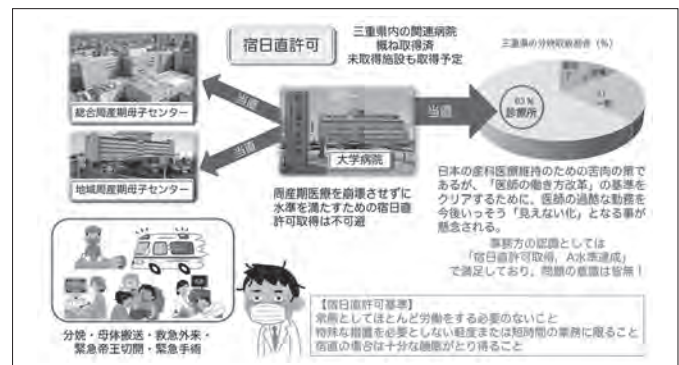 宿日直許可
三重県内の関連病院
概ね取得済
未取得施設も取得予定
三重県の分娩取扱割合（%）
総合周産期母子センター
当直
当直
大学病院
当直
63%
診療所
地域周産期母子センター
周産期医療を崩壊させずに
水準を満たすための宿日直
許可取得は不可避
日本の産科医療維持のための苦肉の策で
あるが、「医師の働き方改革」の基準を
クリアするために、医師の過酷な勤務を
今後いっそう「見えない化」となる事が
懸念される。
事務方の認識としては
「宿日直許可取得、A水準達成」
で満足しており、問題の意識は皆無！
分娩・母体搬送・救急外来・
緊急帝王切開・緊急手術
【宿日直許可基準】
常態としてほとんど労働をする必要のないこと
特殊な措置を必要としない軽度または短時間の業務に限ること
宿直の場合は十分な睡眠がとり得ること